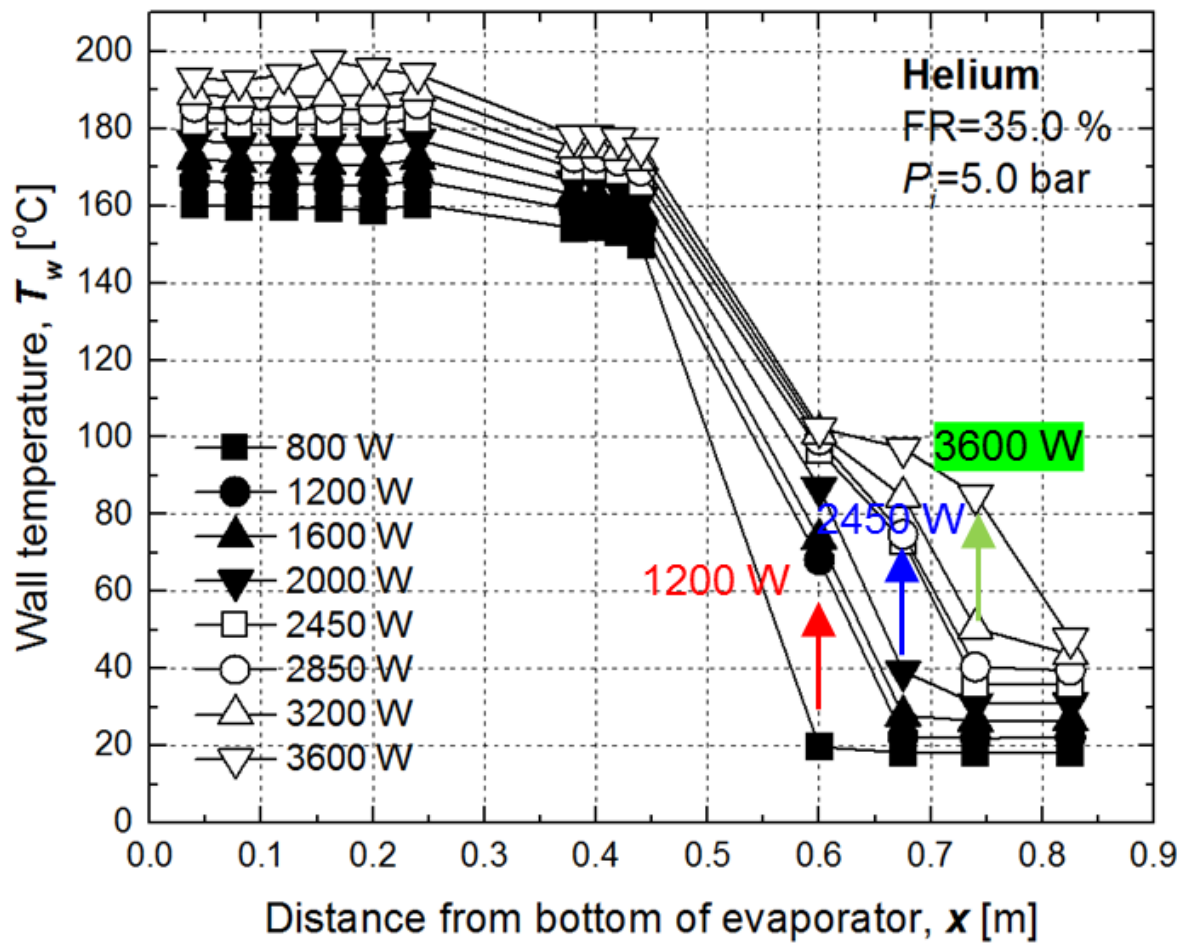 Helium
FR=35.0 %
Pi=5.0 bar
200
180
160
140
120
100
80
60
40
20
0
Wall temperature, Tw [°C]
800 W
1200 W
1600 W
2000 W
2450 W
2850 W
3200 W
3600 W
3600 W
2450 W
1200 W
0.0 0.1 0.2 0.3 0.4 0.5 0.6 0.7 0.8 0.9
Distance from bottom of evaporator, x [m]